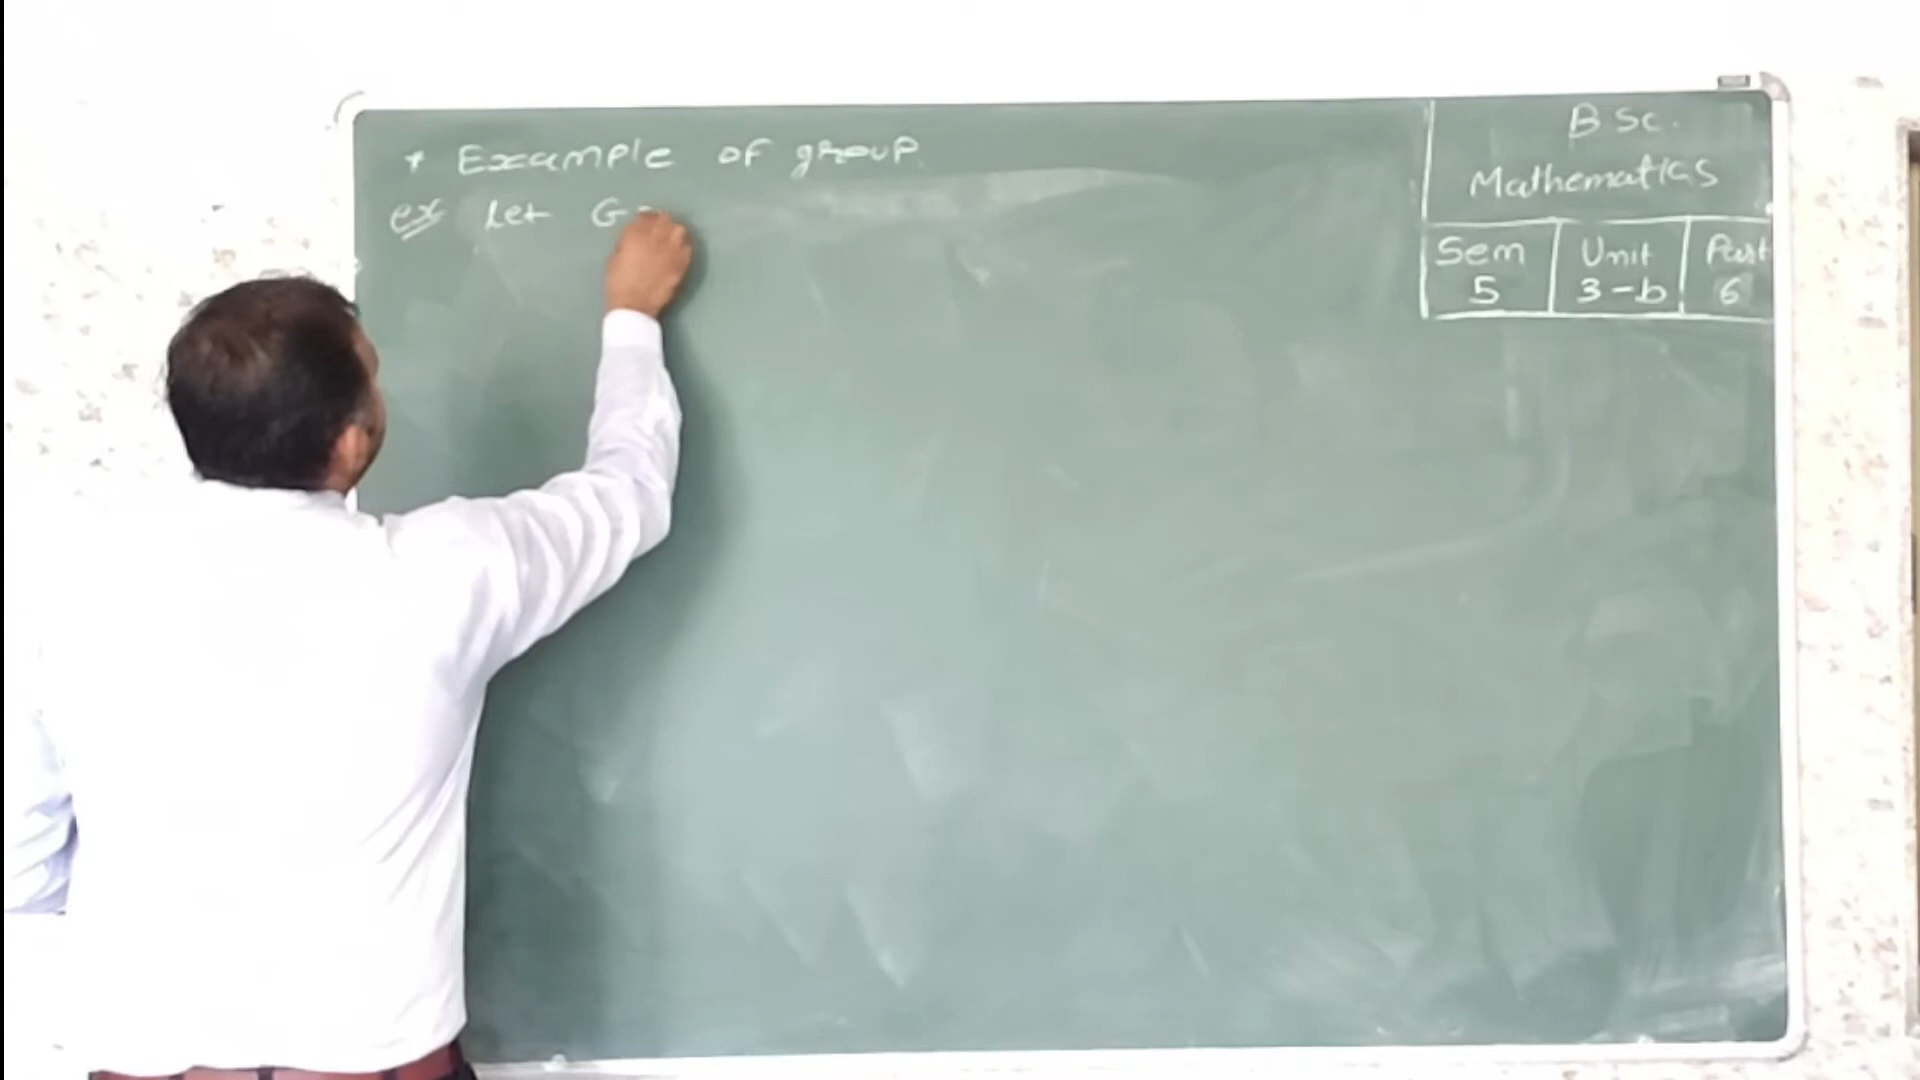 * Example of group
ex Let G =
B Sc.
Mathematics
Sem Unit Part
5 3-b 6